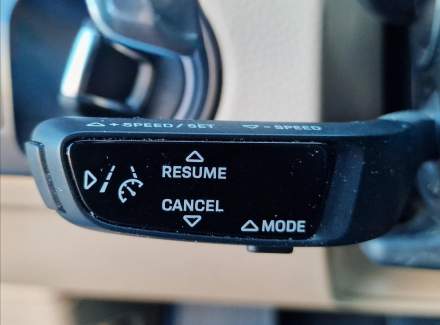 + SPEED / SET - SPEED
RESUME
CANCEL
MODE